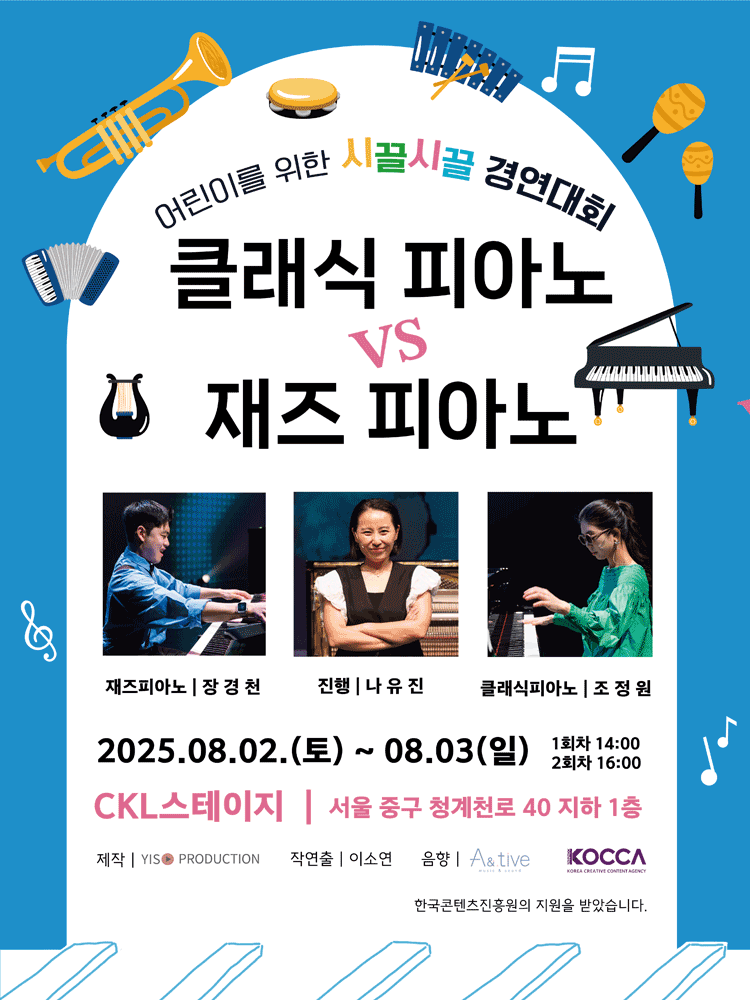 어린이를 위한 시끌시끌 경연대회
클래식 피아노
vs
재즈 피아노
재즈피아노 | 장 경 천
진행 | 나 유 진
클래식피아노 | 조 정 원
2025.08.02.(토) ~ 08.03(일)
1회차 14:00
2회차 16:00
CKL스테이지 | 서울 중구 청계천로 40 지하 1층
제작 | YIS PRODUCTION
작연출 | 이소연
음향 | A&tive
music & sound
KOCCA
KOREA CREATIVE CONTENT AGENCY
한국콘텐츠진흥원의 지원을 받았습니다.